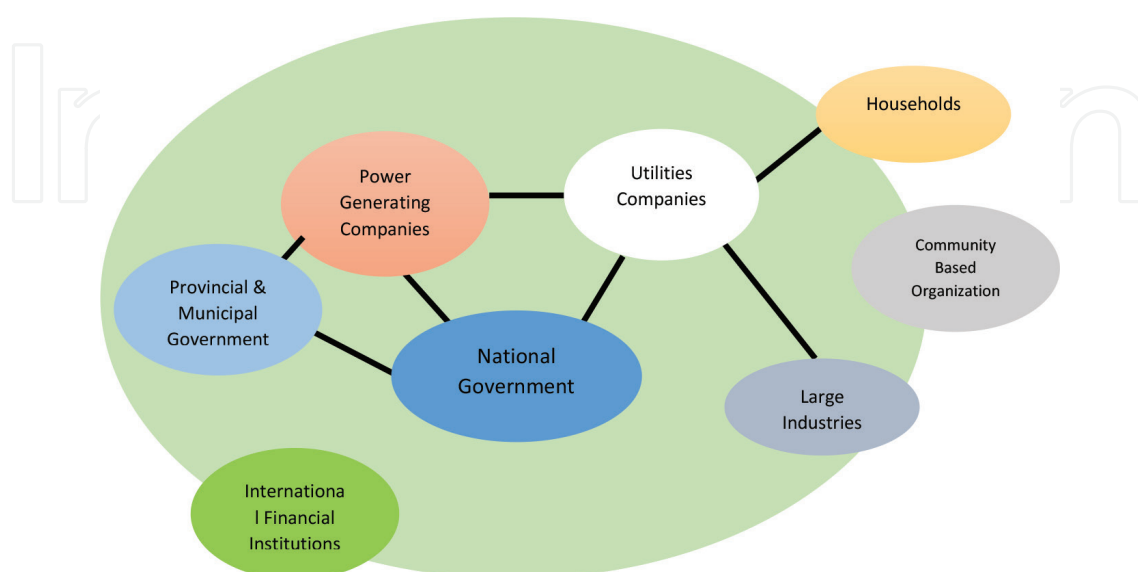 Households
Power
Generating
Companies
Utilities
Companies
Community
Based
Organization
Provincial &
Municipal
Government
National
Government
Large
Industries
Internationa
l Financial
Institutions